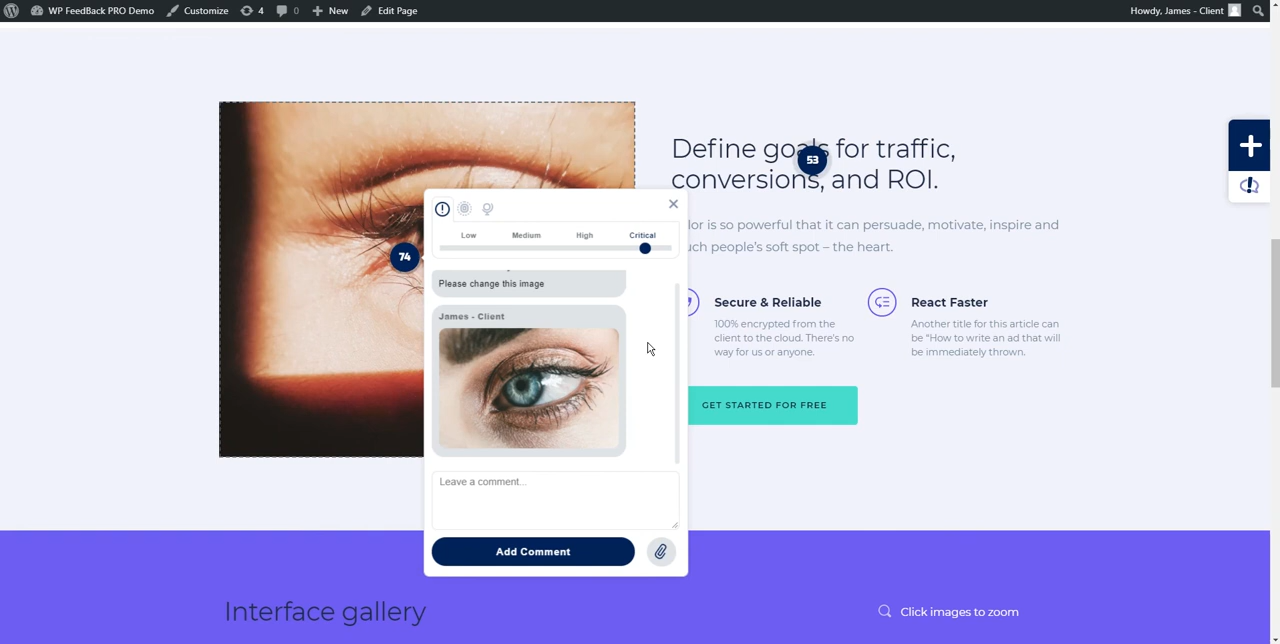 WP FeedBack PRO Demo Customize 4 0 New Edit Page Howdy, James - Client
Define goals for traffic,
53
conversions, and ROI.
lor is so powerful that it can persuade, motivate, inspire and
uch people's soft spot – the heart.
Low Medium High Critical
74
Please change this image
James - Client
Leave a comment...
Add Comment
Secure & Reliable
100% encrypted from the
client to the cloud. There's no
way for us or anyone.
React Faster
Another title for this article can
be "How to write an ad that will
be immediately thrown.
GET STARTED FOR FREE
Interface gallery
Click images to zoom